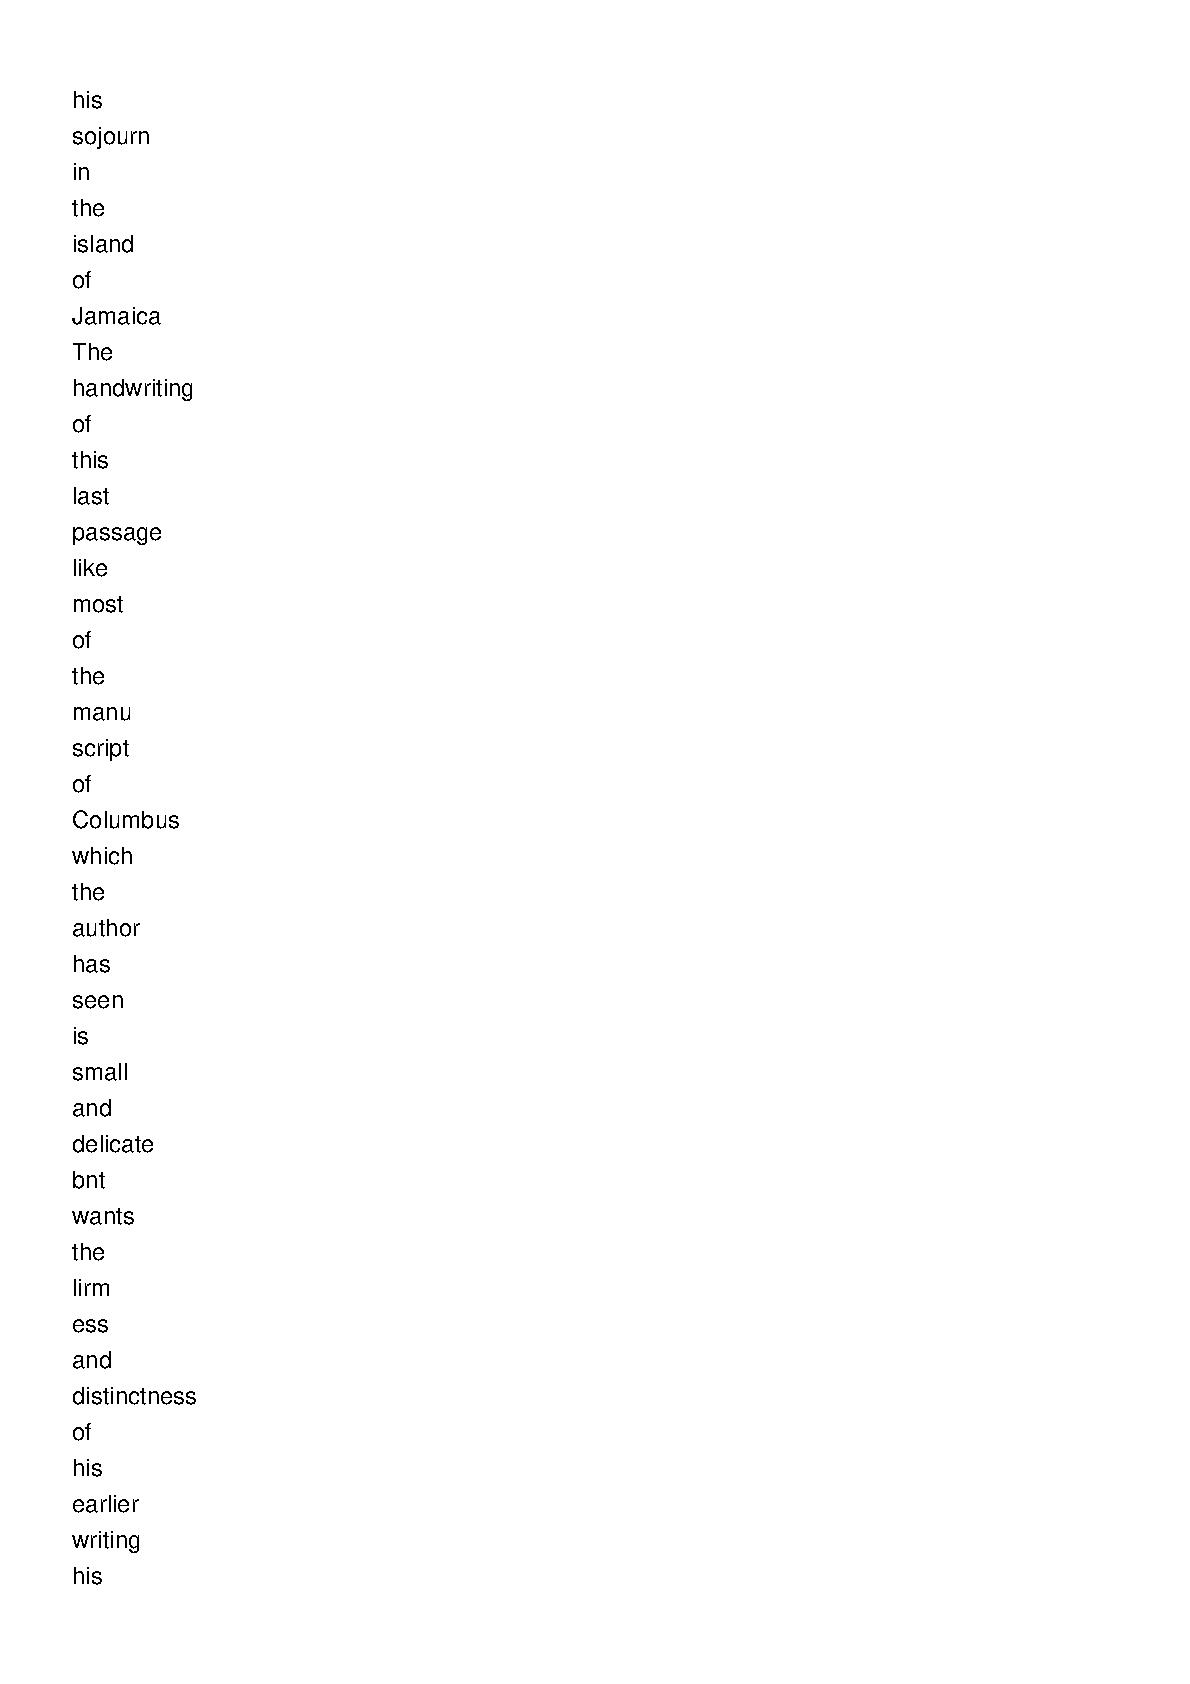 his
sojourn
in
the
island
of
Jamaica
The
handwriting
of
this
last
passage
like
most
of
the
manu
script
of
Columbus
which
the
author
has
seen
is
small
and
delicate
bnt
wants
the
lirm
ess
and
distinctness
of
his
earlier
writing
his